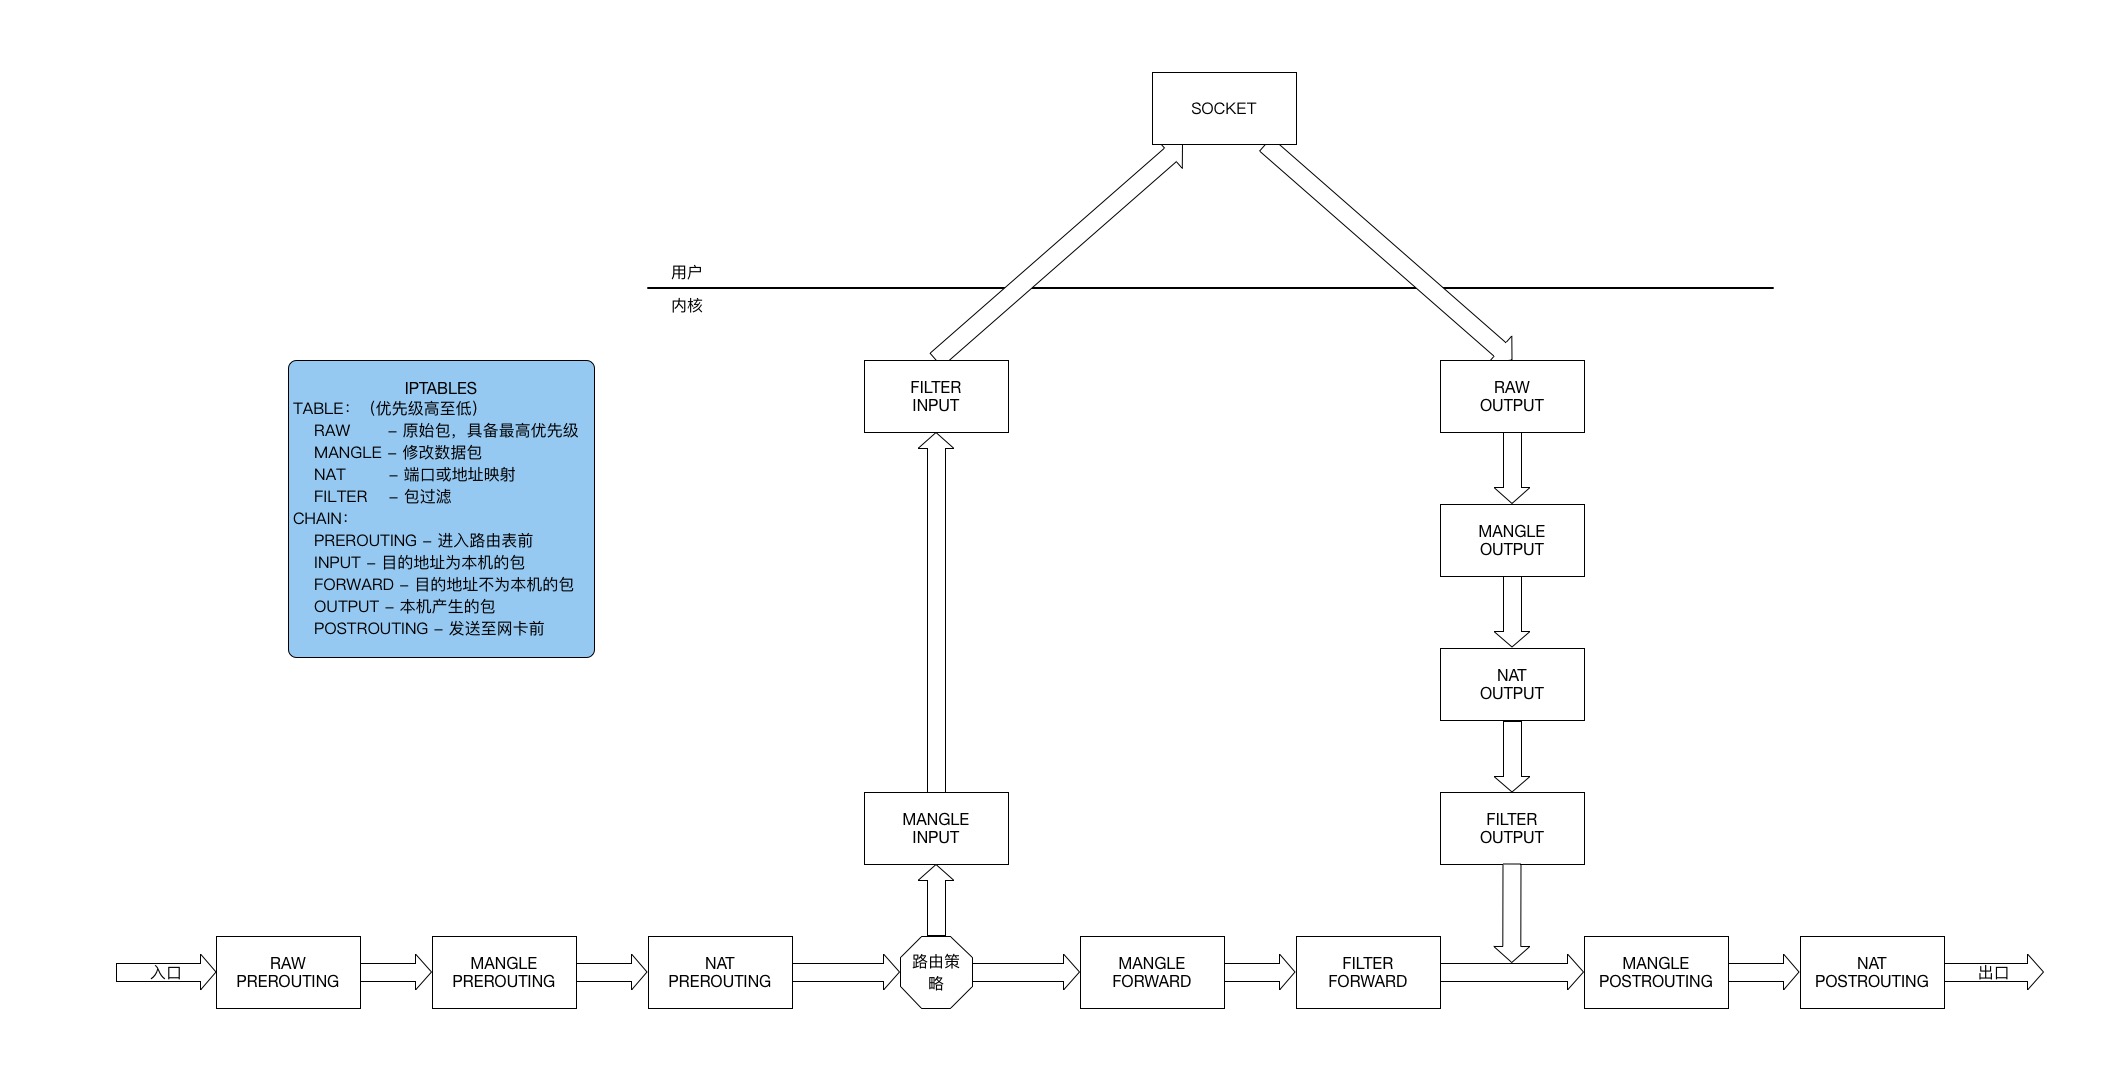 SOCKET
用户
内核
IPTABLES
TABLE：（优先级高至低）
RAW – 原始包，具备最高优先级
MANGLE – 修改数据包
NAT – 端口或地址映射
FILTER – 包过滤
CHAIN：
PREROUTING – 进入路由表前
INPUT – 目的地址为本机的包
FORWARD – 目的地址不为本机的包
OUTPUT – 本机产生的包
POSTROUTING – 发送至网卡前
FILTER
INPUT
RAW
OUTPUT
MANGLE
OUTPUT
NAT
OUTPUT
MANGLE
INPUT
FILTER
OUTPUT
入口
RAW
PREROUTING
MANGLE
PREROUTING
NAT
PREROUTING
路由策
略
MANGLE
FORWARD
FILTER
FORWARD
MANGLE
POSTROUTING
NAT
POSTROUTING
出口